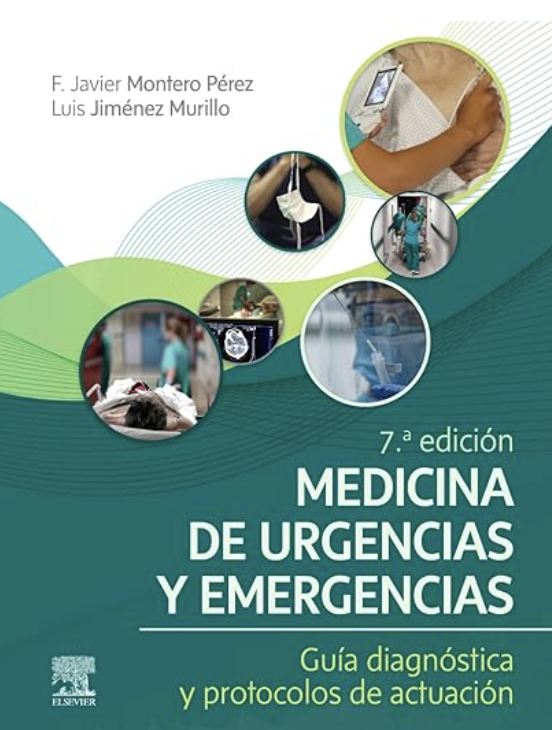 F. Javier Montero Pérez
Luis Jiménez Murillo
7.ª edición
MEDICINA
DE URGENCIAS
Y EMERGENCIAS
Guía diagnóstica
y protocolos de actuación
ELSEVIER